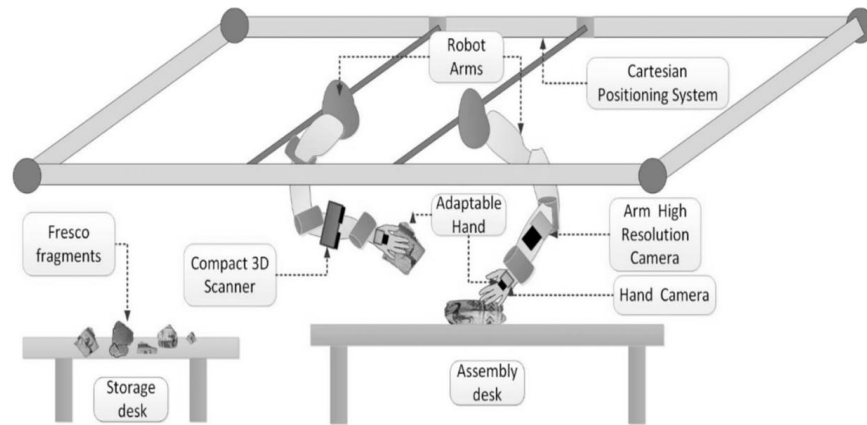 Robot
Arms
Cartesian
Positioning System
Fresco
fragments
Adaptable
Hand
Arm High
Resolution
Camera
Compact 3D
Scanner
Hand Camera
Storage
desk
Assembly
desk